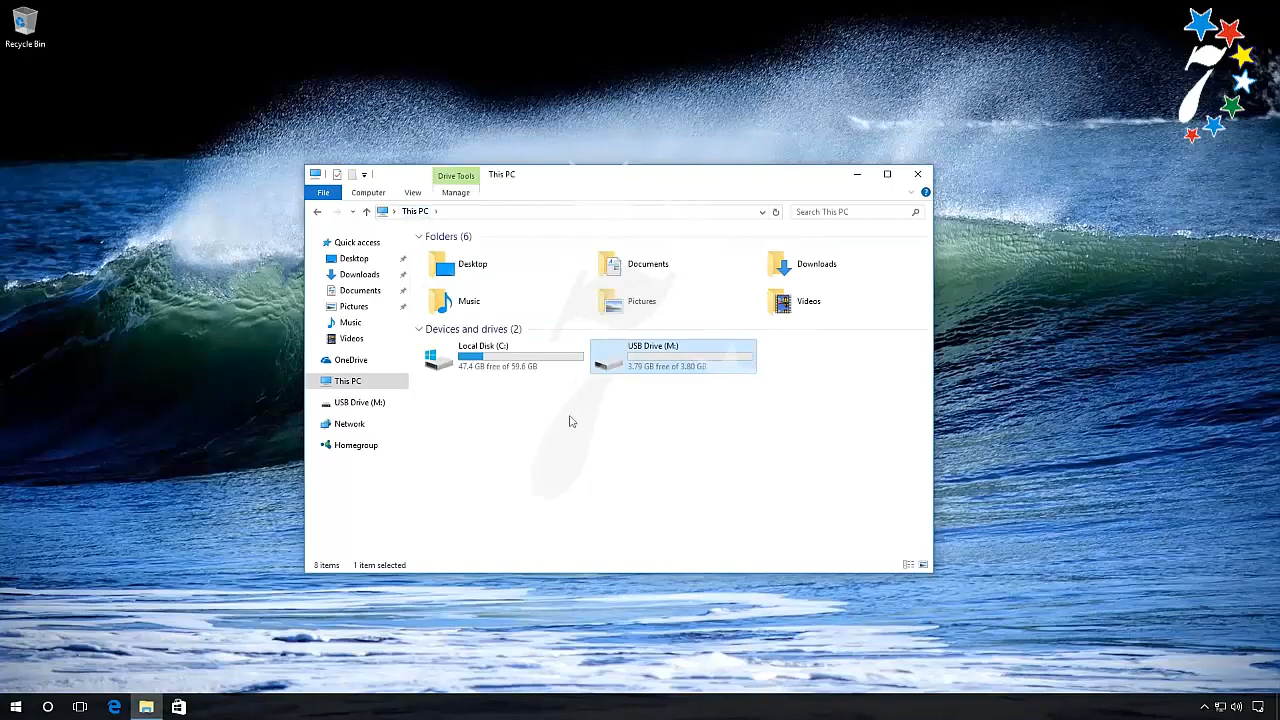 Recycle Bin
7
Drive Tools
This PC
File
Computer
View
Manage
This PC
Search This PC
Quick access
Desktop
Downloads
Documents
Pictures
Music
Videos
OneDrive
This PC
USB Drive (M:)
Network
Homegroup
Folders (6)
Desktop
Documents
Downloads
Music
Pictures
Videos
Devices and drives (2)
Local Disk (C:)
47.4 GB free of 59.6 GB
USB Drive (M:)
3.79 GB free of 3.80 GB
8 items
1 item selected